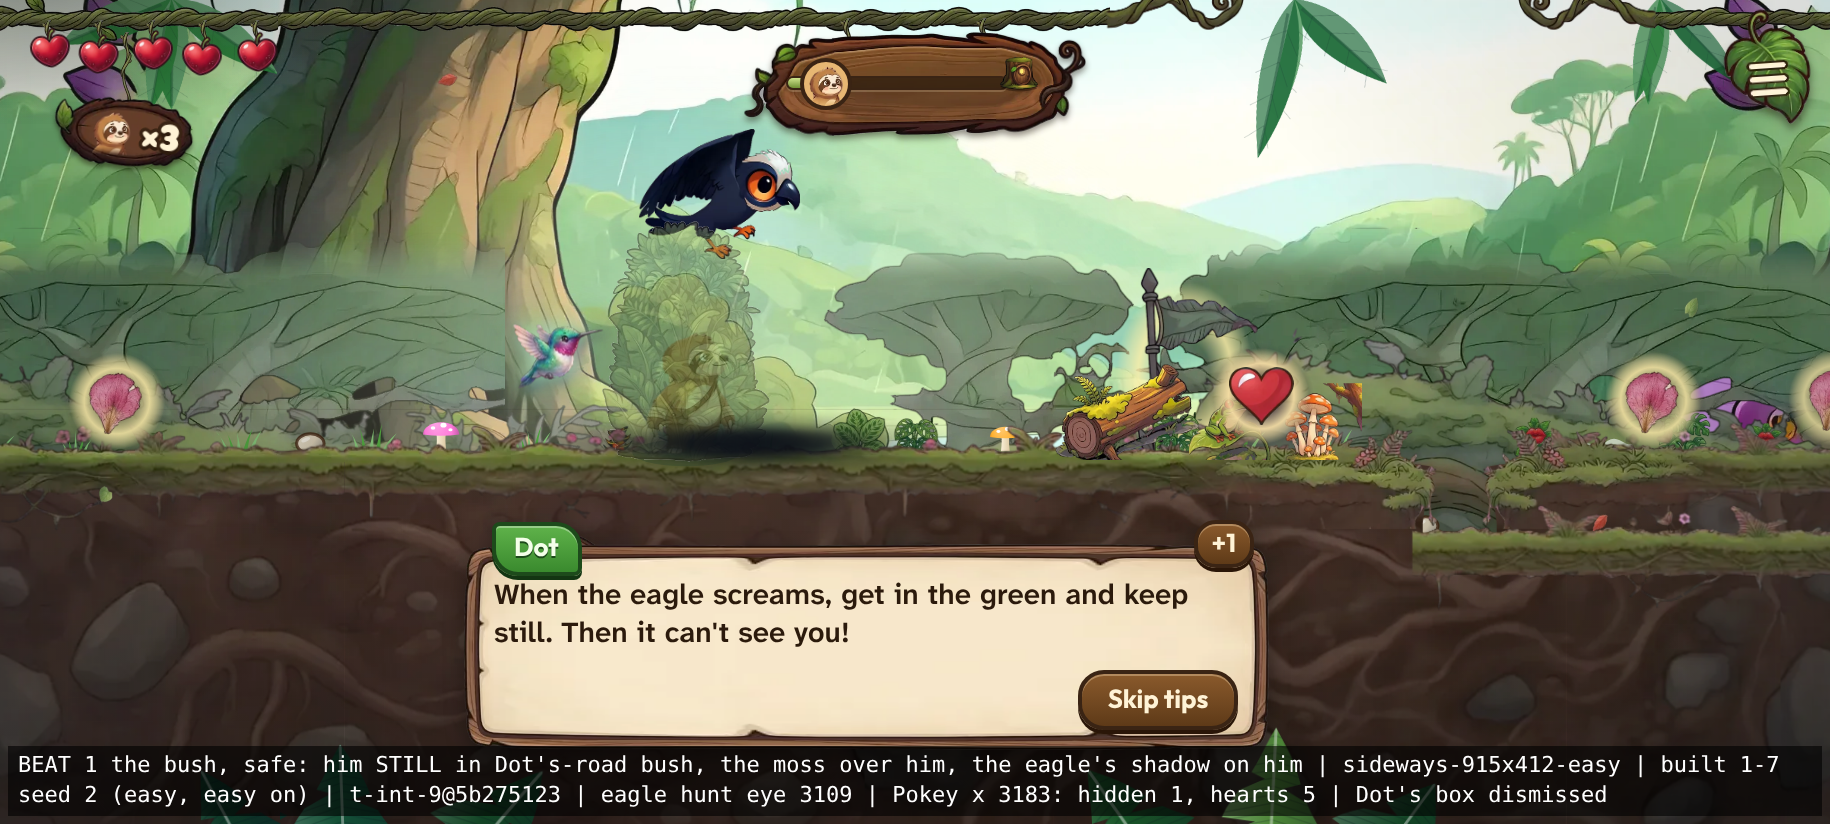 ×3
Dot
+1
When the eagle screams, get in the green and keep
still. Then it can't see you!
Skip tips
BEAT 1 the bush, safe: him STILL in Dot's-road bush, the moss over him, the eagle's shadow on him | sideways-915x412-easy | built 1-7
seed 2 (easy, easy on) | t-int-9@5b275123 | eagle hunt eye 3109 | Pokey x 3183: hidden 1, hearts 5 | Dot's box dismissed